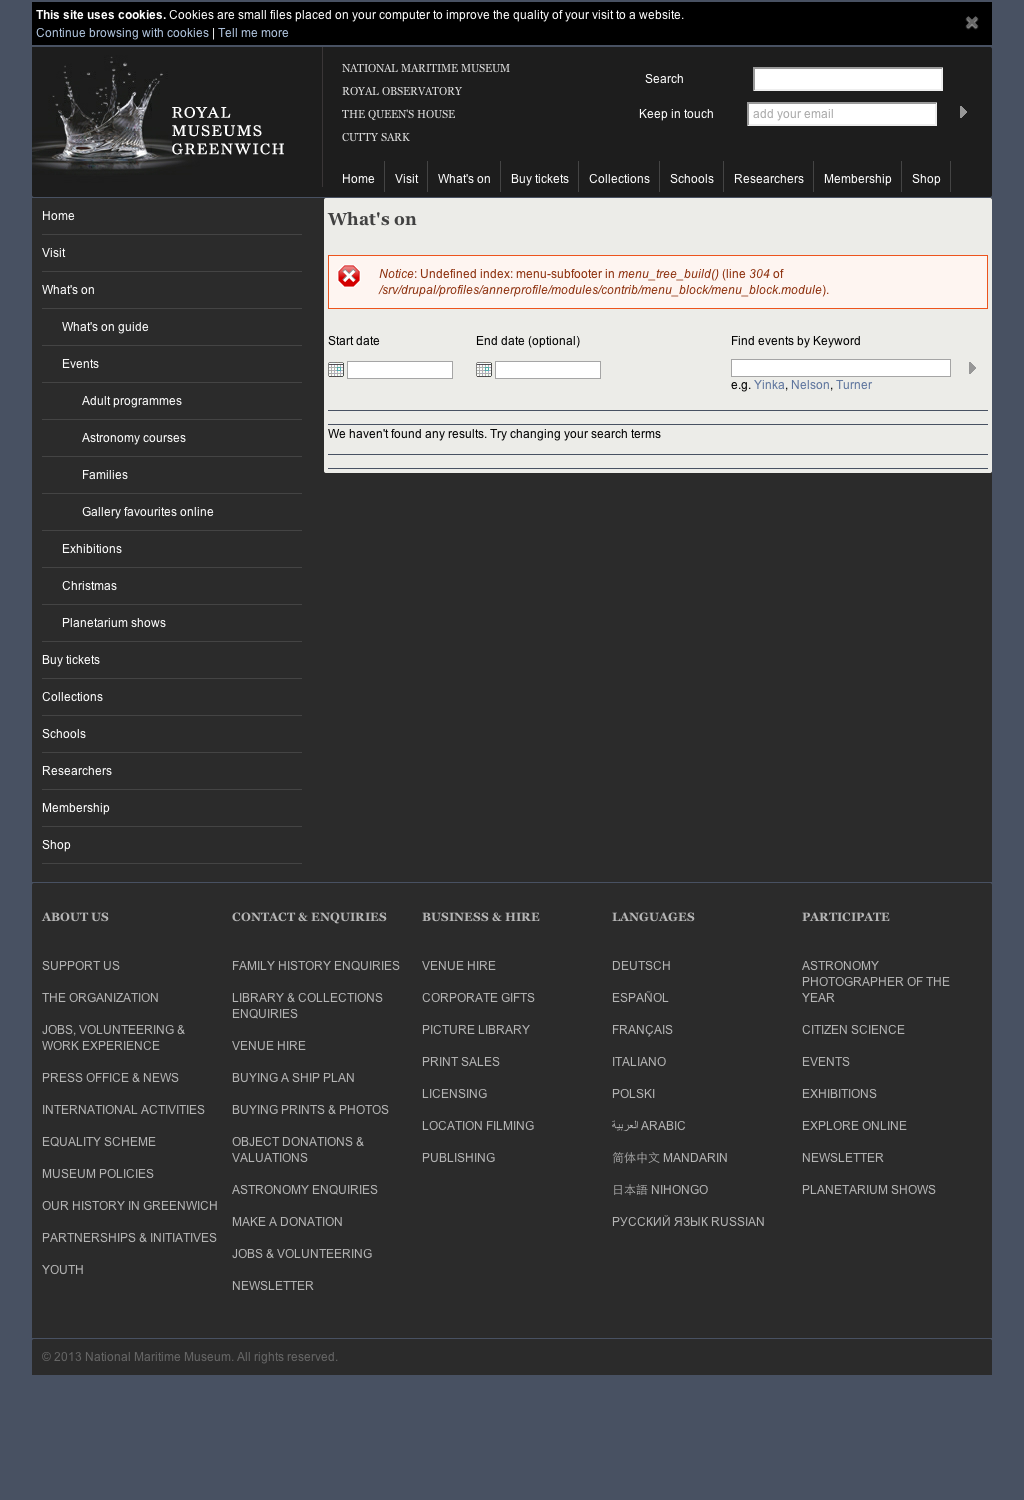 This site uses cookies. Cookies are small files placed on your computer to improve the quality of your visit to a website.
Continue browsing with cookies | Tell me more
ROYAL
MUSEUMS
GREENWICH
NATIONAL MARITIME MUSEUM
ROYAL OBSERVATORY
THE QUEEN'S HOUSE
CUTTY SARK
Search
Keep in touch
add your email
Home
Visit
What's on
Buy tickets
Collections
Schools
Researchers
Membership
Shop
Home
Visit
What's on
What's on guide
Events
Adult programmes
Astronomy courses
Families
Gallery favourites online
Exhibitions
Christmas
Planetarium shows
Buy tickets
Collections
Schools
Researchers
Membership
Shop
What's on
Notice: Undefined index: menu-subfooter in menu_tree_build() (line 304 of
/srv/drupal/profiles/annerprofile/modules/contrib/menu_block/menu_block.module).
Start date
End date (optional)
Find events by Keyword
e.g. Yinka, Nelson, Turner
We haven't found any results. Try changing your search terms
ABOUT US
SUPPORT US
THE ORGANIZATION
JOBS, VOLUNTEERING &
WORK EXPERIENCE
PRESS OFFICE & NEWS
INTERNATIONAL ACTIVITIES
EQUALITY SCHEME
MUSEUM POLICIES
OUR HISTORY IN GREENWICH
PARTNERSHIPS & INITIATIVES
YOUTH
CONTACT & ENQUIRIES
FAMILY HISTORY ENQUIRIES
LIBRARY & COLLECTIONS
ENQUIRIES
VENUE HIRE
BUYING A SHIP PLAN
BUYING PRINTS & PHOTOS
OBJECT DONATIONS &
VALUATIONS
ASTRONOMY ENQUIRIES
MAKE A DONATION
JOBS & VOLUNTEERING
NEWSLETTER
BUSINESS & HIRE
VENUE HIRE
CORPORATE GIFTS
PICTURE LIBRARY
PRINT SALES
LICENSING
LOCATION FILMING
PUBLISHING
LANGUAGES
DEUTSCH
ESPAÑOL
FRANÇAIS
ITALIANO
POLSKI
العربية ARABIC
简体中文 MANDARIN
日本語 NIHONGO
РУССКИЙ ЯЗЫК RUSSIAN
PARTICIPATE
ASTRONOMY
PHOTOGRAPHER OF THE
YEAR
CITIZEN SCIENCE
EVENTS
EXHIBITIONS
EXPLORE ONLINE
NEWSLETTER
PLANETARIUM SHOWS
© 2013 National Maritime Museum. All rights reserved.